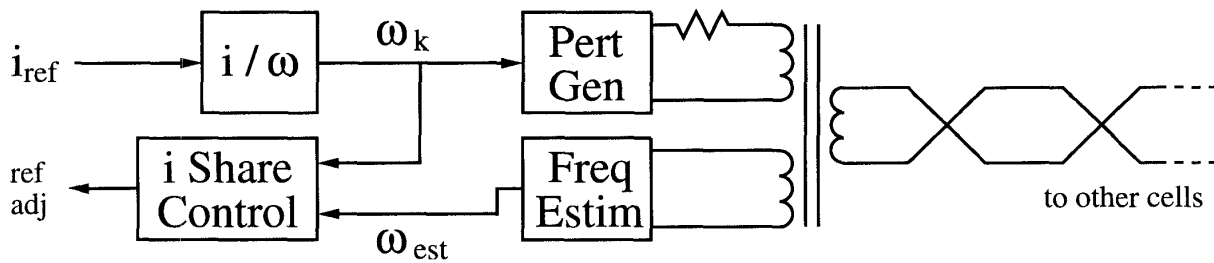 i_ref
i / ω
ω_k
Pert
Gen
ref
adj
i Share
Control
ω_est
Freq
Estim
to other cells